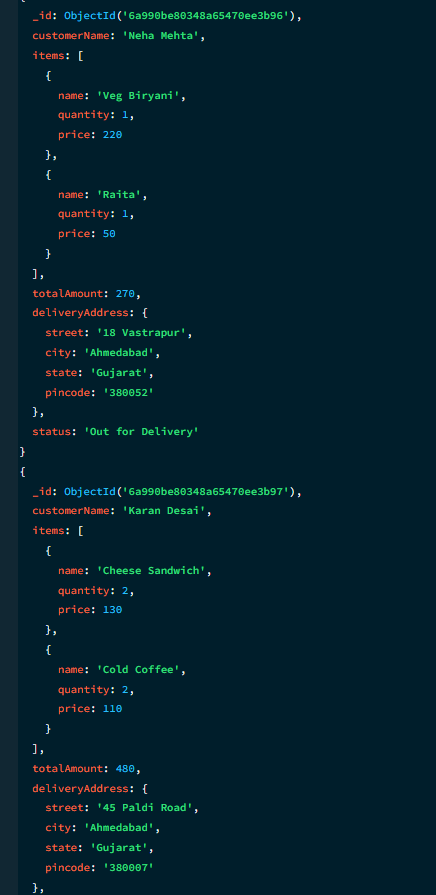 _id: ObjectId('6a990be80348a65470ee3b96'),
customerName: 'Neha Mehta',
items: [
{
name: 'Veg Biryani',
quantity: 1,
price: 220
},
{
name: 'Raita',
quantity: 1,
price: 50
}
],
totalAmount: 270,
deliveryAddress: {
street: '18 Vastrapur',
city: 'Ahmedabad',
state: 'Gujarat',
pincode: '380052'
},
status: 'Out for Delivery'
}
{
_id: ObjectId('6a990be80348a65470ee3b97'),
customerName: 'Karan Desai',
items: [
{
name: 'Cheese Sandwich',
quantity: 2,
price: 130
},
{
name: 'Cold Coffee',
quantity: 2,
price: 110
}
],
totalAmount: 480,
deliveryAddress: {
street: '45 Paldi Road',
city: 'Ahmedabad',
state: 'Gujarat',
pincode: '380007'
},